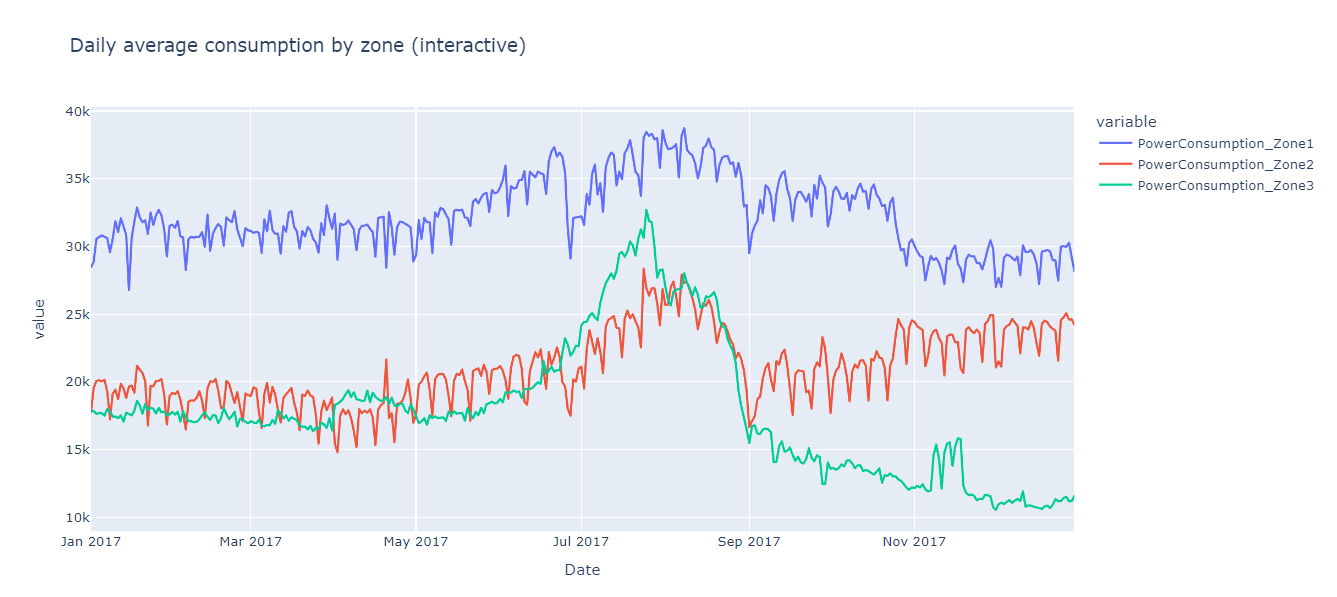 Daily average consumption by zone (interactive)
40k
35k
30k
25k
20k
15k
10k
value
Jan 2017
Mar 2017
May 2017
Jul 2017
Sep 2017
Nov 2017
Date
variable
PowerConsumption_Zone1
PowerConsumption_Zone2
PowerConsumption_Zone3